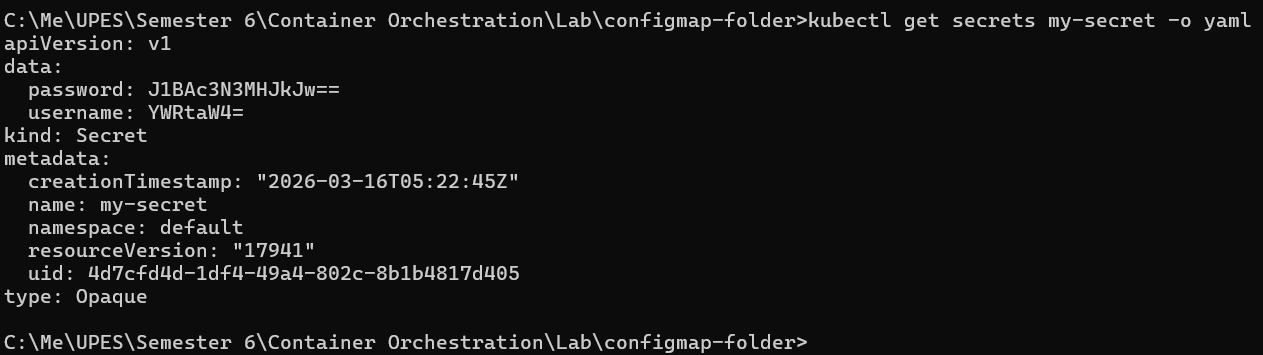 C:\Me\UPES\Semester 6\Container Orchestration\Lab\configmap-folder>kubectl get secrets my-secret -o yaml
apiVersion: v1
data:
  password: J1BAc3N3MHJkJw==
  username: YWRtaW4=
kind: Secret
metadata:
  creationTimestamp: "2026-03-16T05:22:45Z"
  name: my-secret
  namespace: default
  resourceVersion: "17941"
  uid: 4d7cfd4d-1df4-49a4-802c-8b1b4817d405
type: Opaque
C:\Me\UPES\Semester 6\Container Orchestration\Lab\configmap-folder>